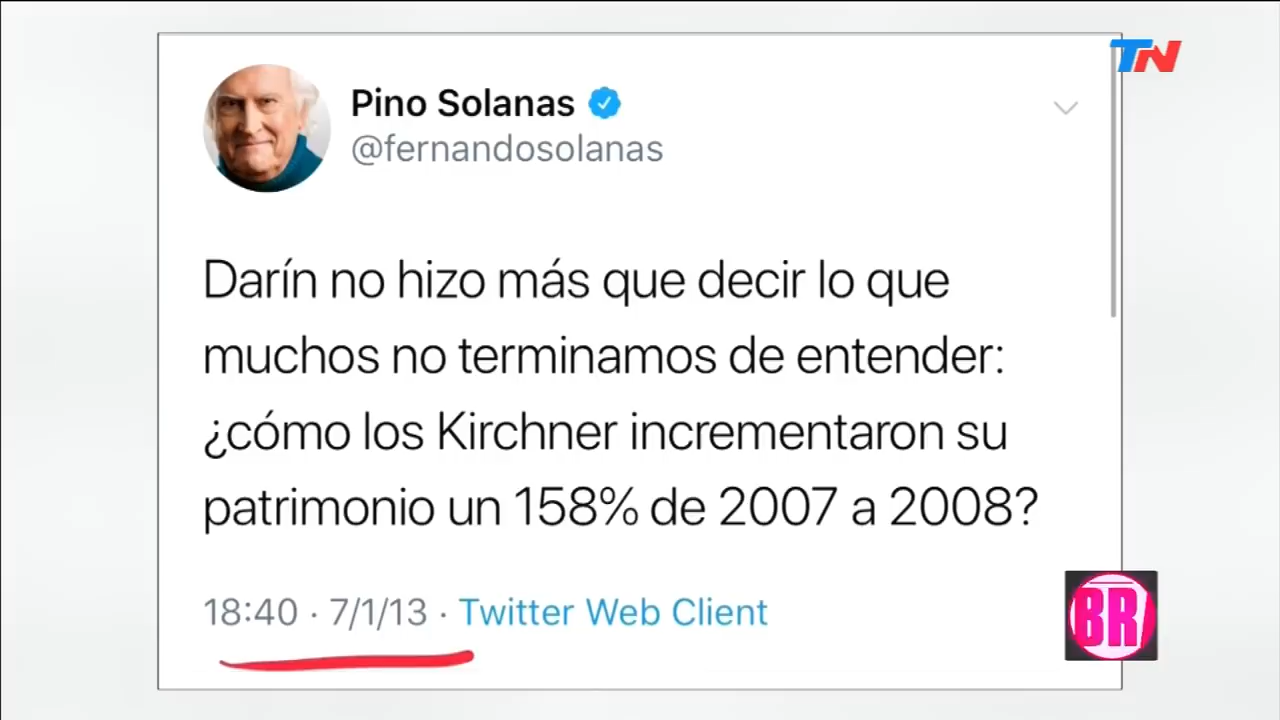 TN
Pino Solanas
@fernandosolanas
Darín no hizo más que decir lo que
muchos no terminamos de entender:
¿cómo los Kirchner incrementaron su
patrimonio un 158% de 2007 a 2008?
18:40 · 7/1/13 · Twitter Web Client
BR